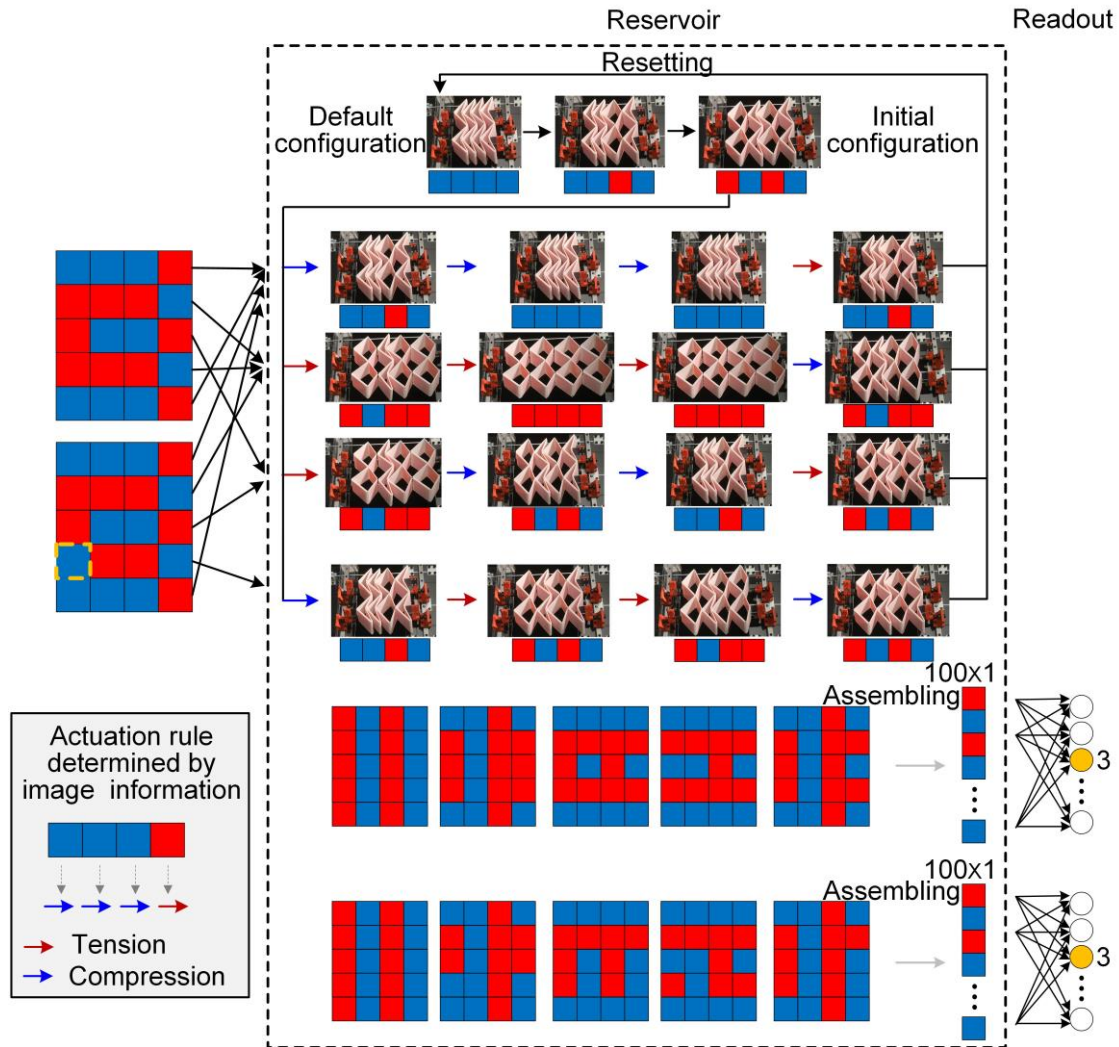 Reservoir
Readout
Resetting
Default
configuration
Initial
configuration
100x1
Assembling
3
Actuation rule
determined by
image information
Tension
Compression
100x1
Assembling
3